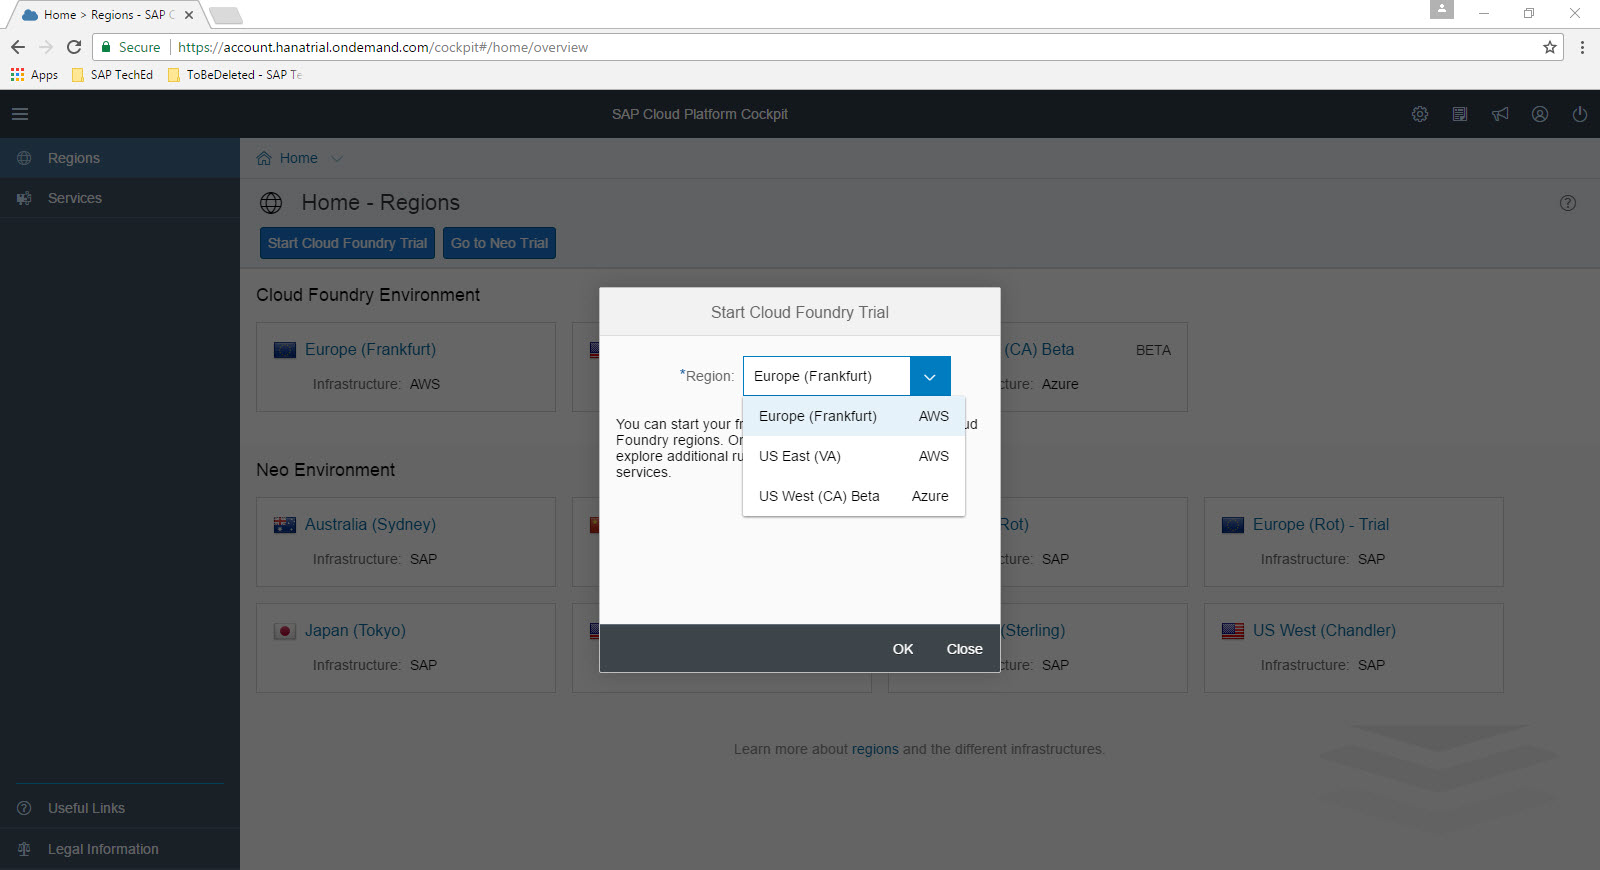 Home > Regions - SAP C
Secure https://account.hanatrial.ondemand.com/cockpit#/home/overview
Apps SAP TechEd ToBeDeleted - SAP Te
SAP Cloud Platform Cockpit
Regions
Services
Home
Home - Regions
Start Cloud Foundry Trial Go to Neo Trial
Cloud Foundry Environment
Europe (Frankfurt)
Infrastructure: AWS
(CA) Beta BETA
cture: Azure
Start Cloud Foundry Trial
*Region: Europe (Frankfurt)
Europe (Frankfurt) AWS
US East (VA) AWS
US West (CA) Beta Azure
You can start your fr ud
Foundry regions. Or
explore additional ru
services.
OK Close
Neo Environment
Australia (Sydney)
Infrastructure: SAP
Rot)
cture: SAP
Europe (Rot) - Trial
Infrastructure: SAP
Japan (Tokyo)
Infrastructure: SAP
(Sterling)
cture: SAP
US West (Chandler)
Infrastructure: SAP
Learn more about regions and the different infrastructures.
Useful Links
Legal Information